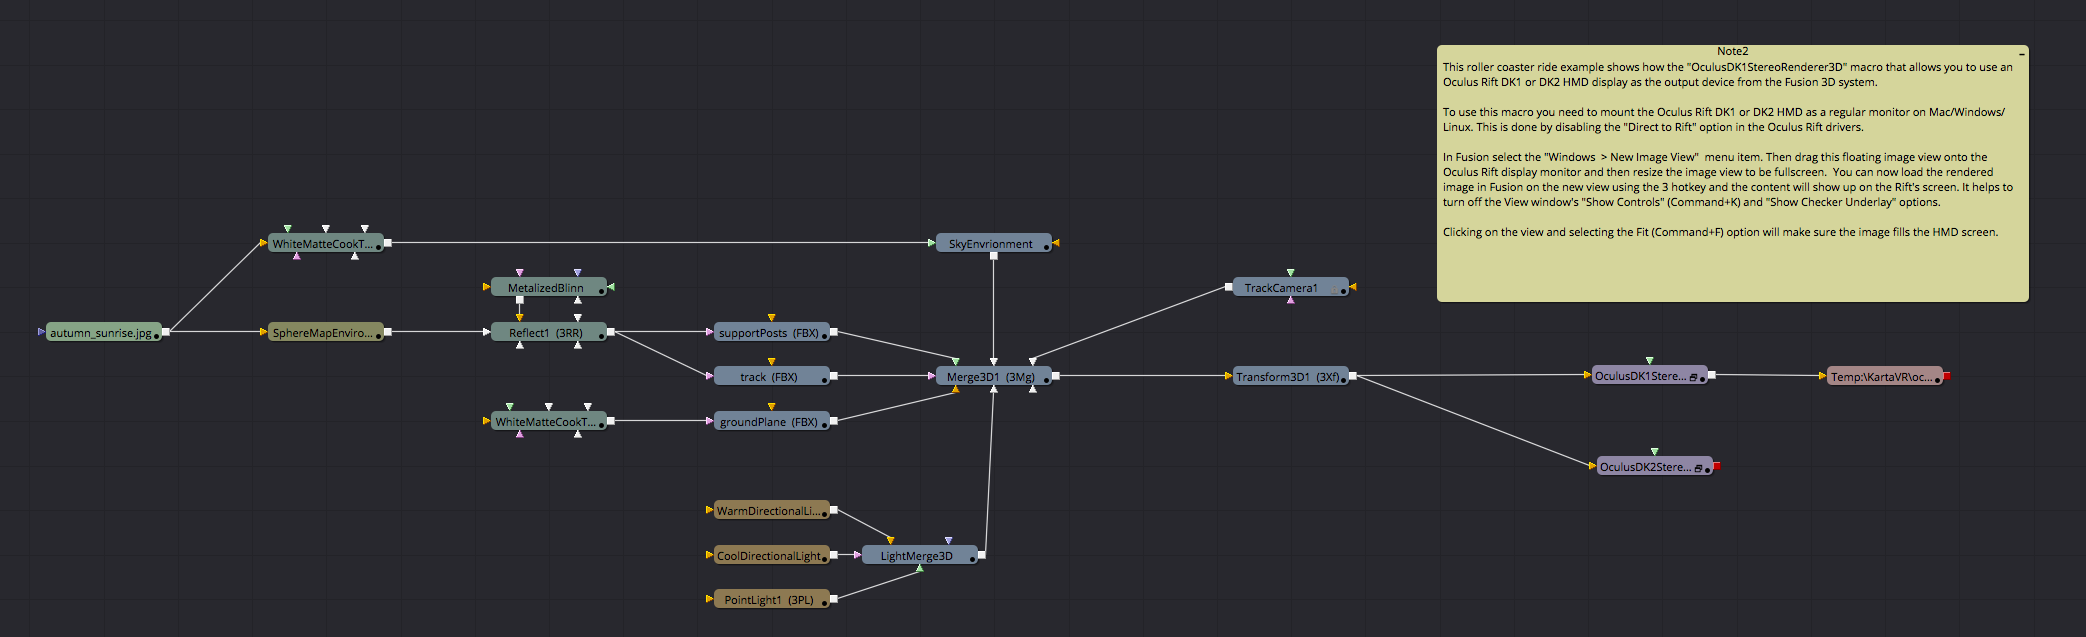 Note2
This roller coaster ride example shows how the "OculusDK1StereoRenderer3D" macro that allows you to use an
Oculus Rift DK1 or DK2 HMD display as the output device from the Fusion 3D system.
To use this macro you need to mount the Oculus Rift DK1 or DK2 HMD as a regular monitor on Mac/Windows/
Linux. This is done by disabling the "Direct to Rift" option in the Oculus Rift drivers.
In Fusion select the "Windows > New Image View" menu item. Then drag this floating image view onto the
Oculus Rift display monitor and then resize the image view to be fullscreen. You can now load the rendered
image in Fusion on the new view using the 3 hotkey and the content will show up on the Rift's screen. It helps to
turn off the View window's "Show Controls" (Command+K) and "Show Checker Underlay" options.
Clicking on the view and selecting the Fit (Command+F) option will make sure the image fills the HMD screen.
WhiteMatteCookT...
SkyEnvrionment
MetalizedBlinn
TrackCamera1
autumn_sunrise.jpg
SphereMapEnviro...
Reflect1 (3RR)
supportPosts (FBX)
track (FBX)
Merge3D1 (3Mg)
Transform3D1 (3Xf)
OculusDK1Stere...
Temp:\KartaVR\oc...
WhiteMatteCookT...
groundPlane (FBX)
OculusDK2Stere...
WarmDirectionalLi...
CoolDirectionalLight
LightMerge3D
PointLight1 (3PL)